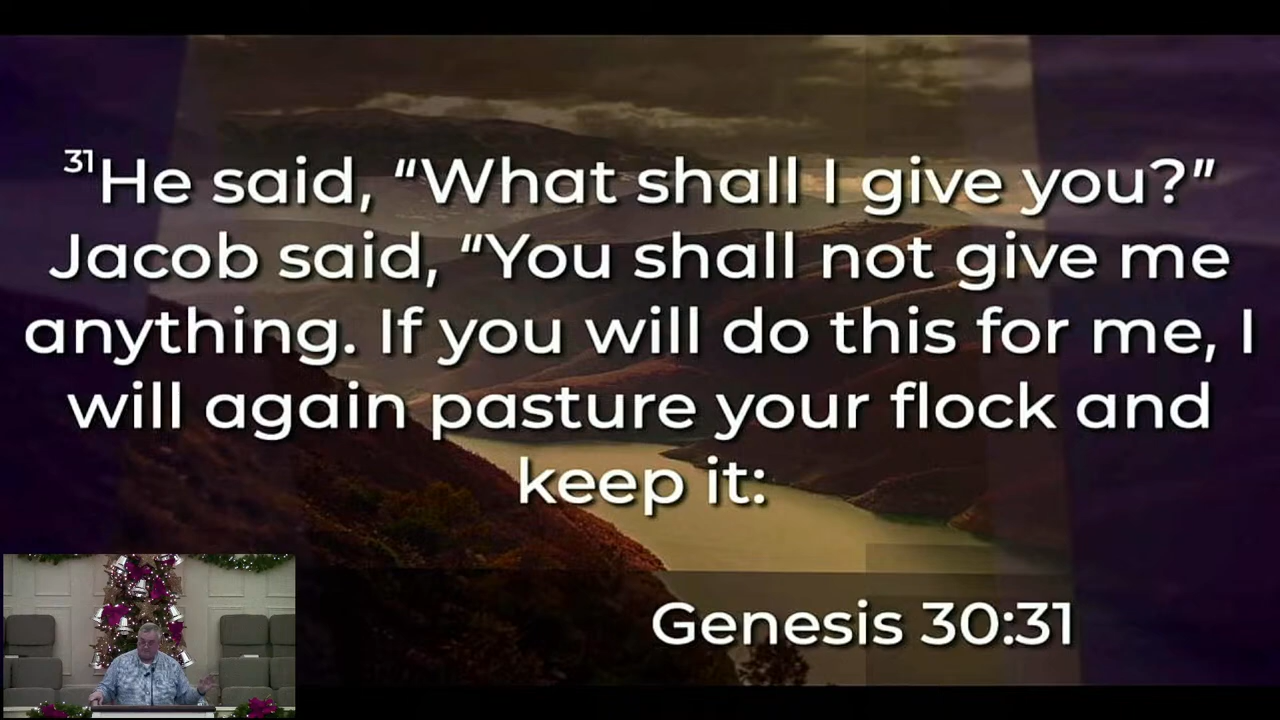 31He said, “What shall I give you?”
Jacob said, “You shall not give me
anything. If you will do this for me, I
will again pasture your flock and
keep it:
Genesis 30:31